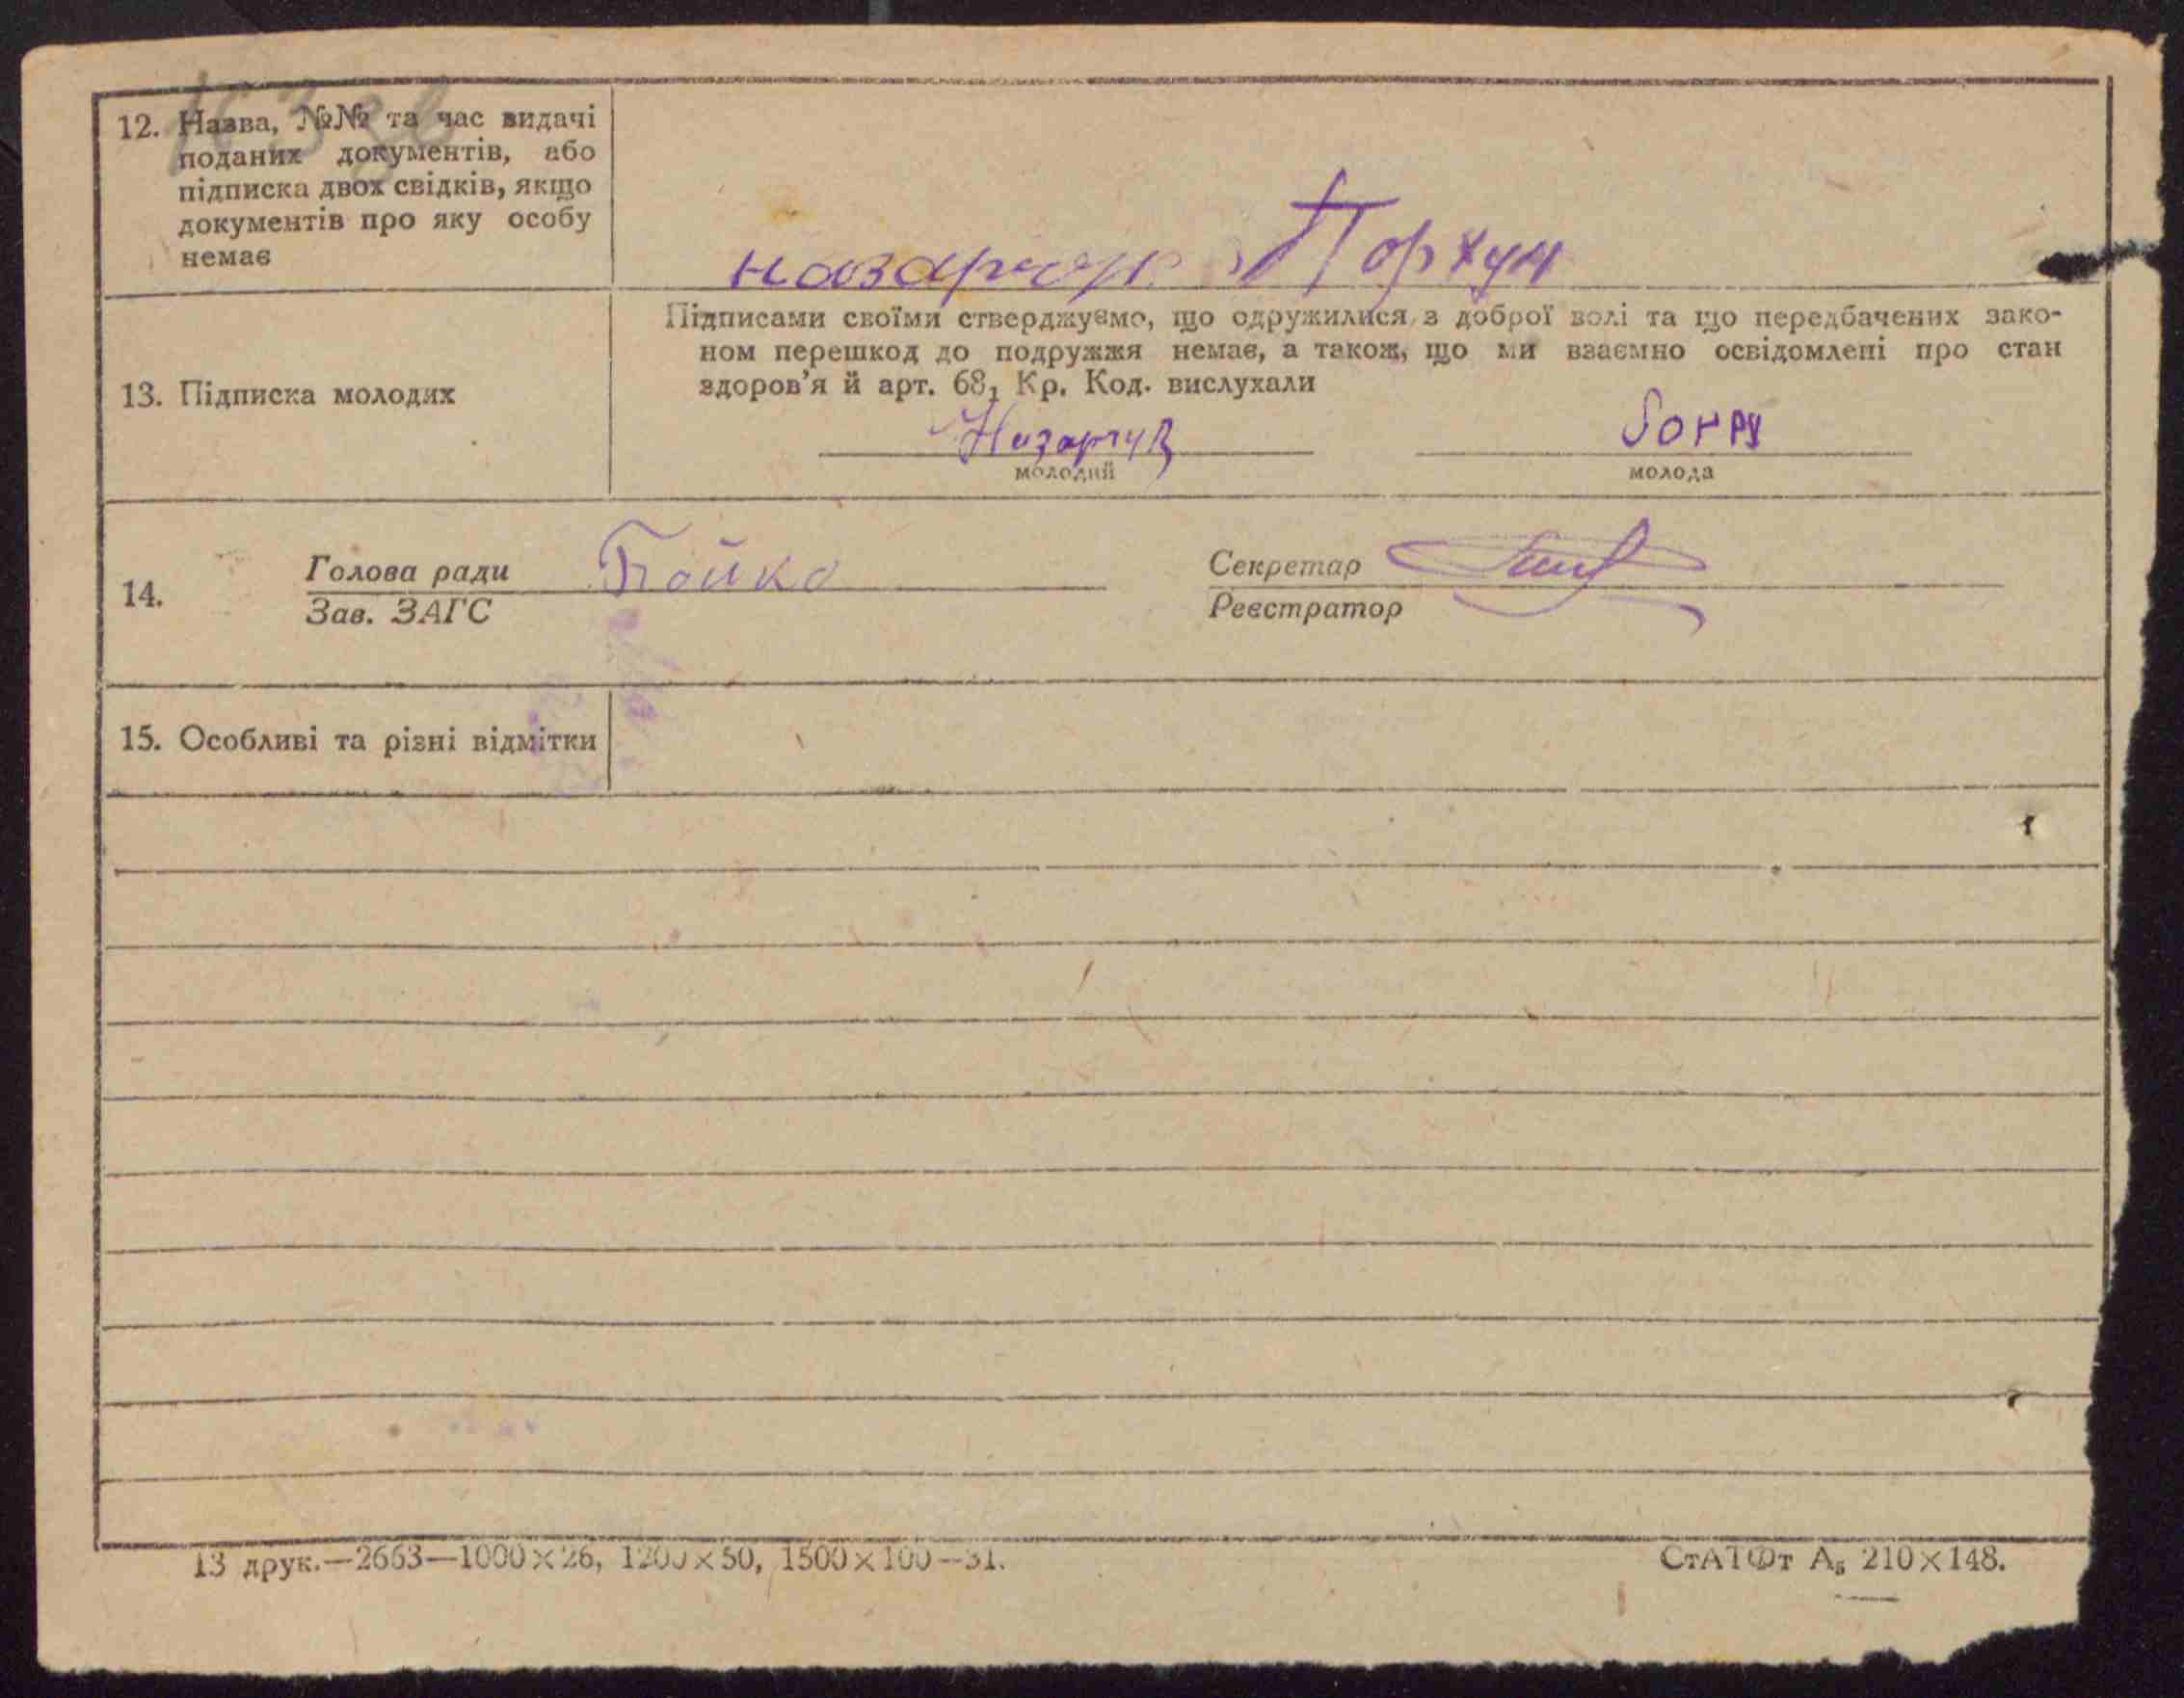 12. Назва, №№ та час видачі
поданих документів, або
підписка двох свідків, якщо
документів про яку особу
немає
Пархун
13. Підписка молодих
Підписами своїми стверджуємо, що одружилися з доброї волі та що передбачених зако-
ном перешкод до подружжя немає, а також, що ми взаємно освідомлені про стан
здоров'я й арт. 68, Кр. Код. вислухали
Назарчук
молодий
молода
14.
Голова ради Бойко
Зав. ЗАГС
Секретар
Реєстратор
15. Особливі та різні відмітки
13 друк.—2663—1000×26, 1200×50, 1500×100—31.
СтАТФт А₅ 210×148.